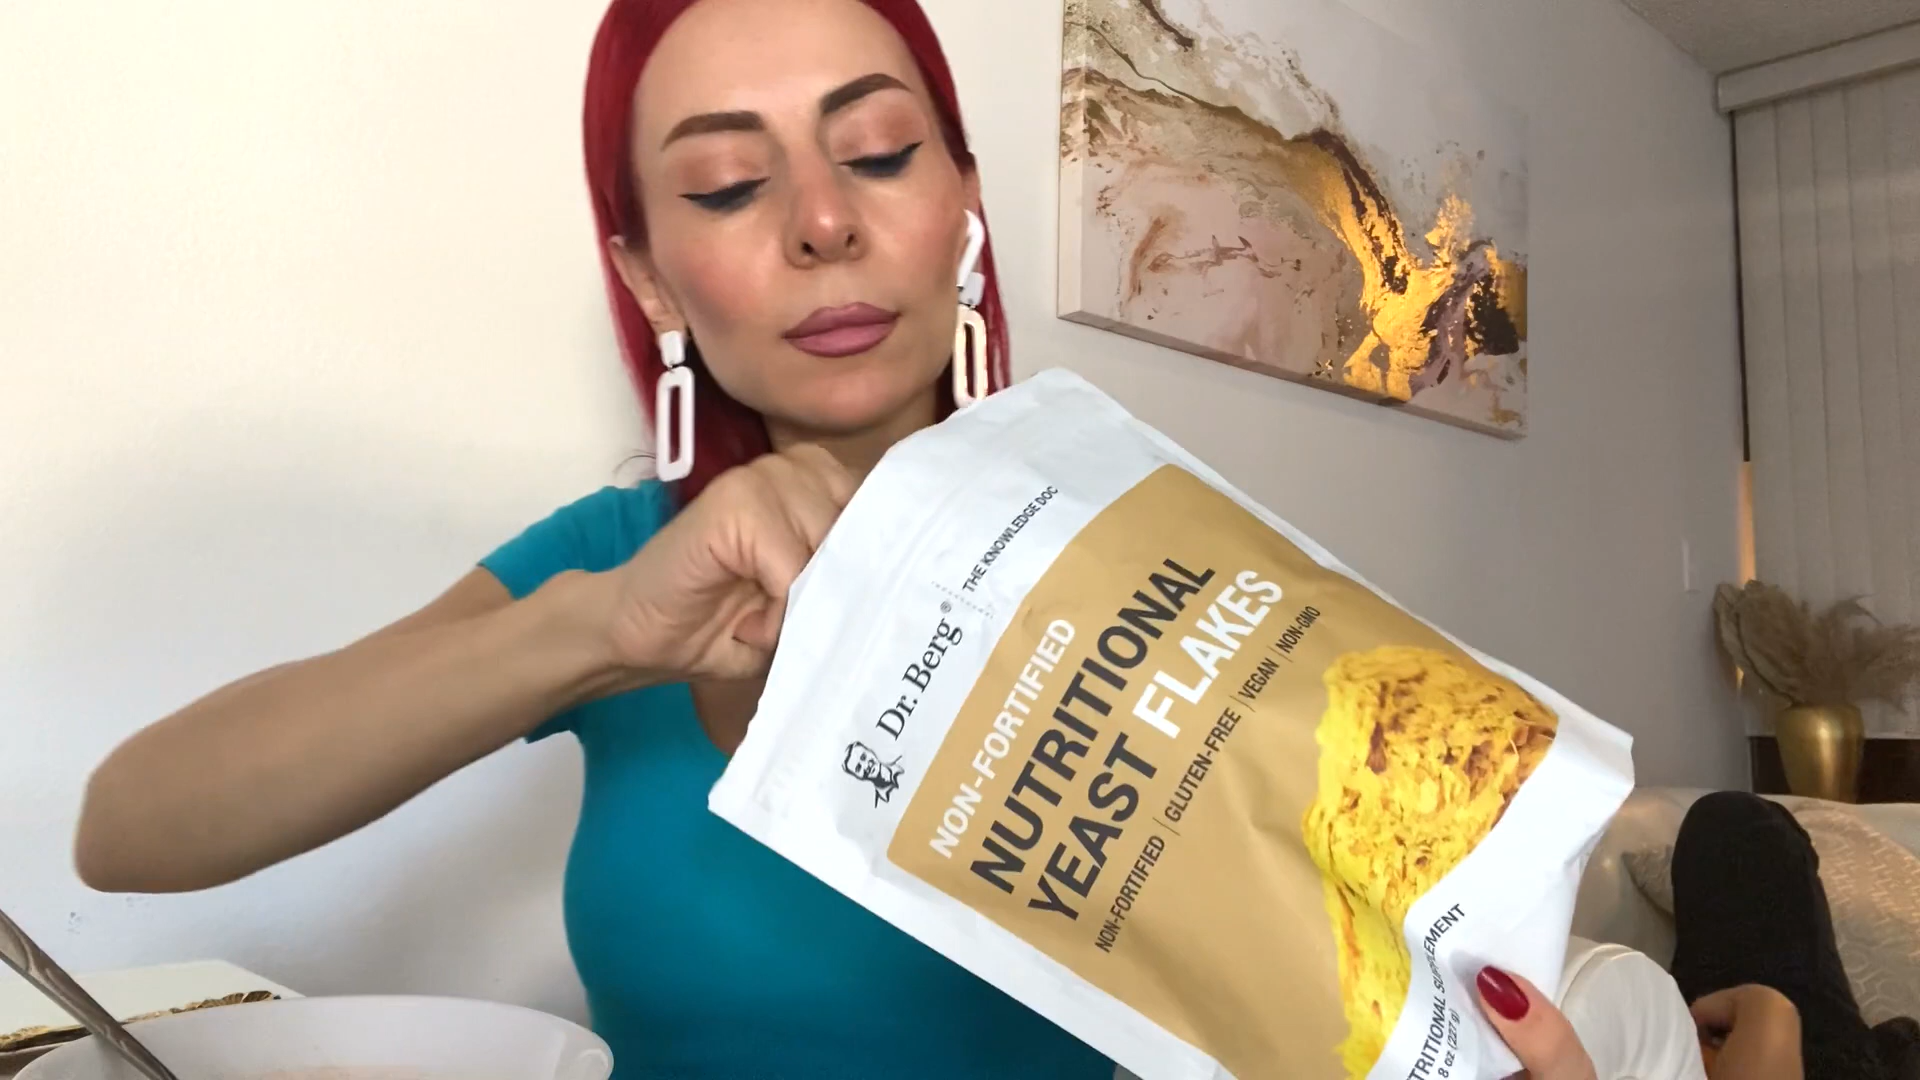 Dr. Berg® THE KNOWLEDGE DOC
NON-FORTIFIED
NUTRITIONAL
YEAST FLAKES
NON-FORTIFIED | GLUTEN-FREE | VEGAN | NON-GMO
NUTRITIONAL SUPPLEMENT
8 oz (227 g)